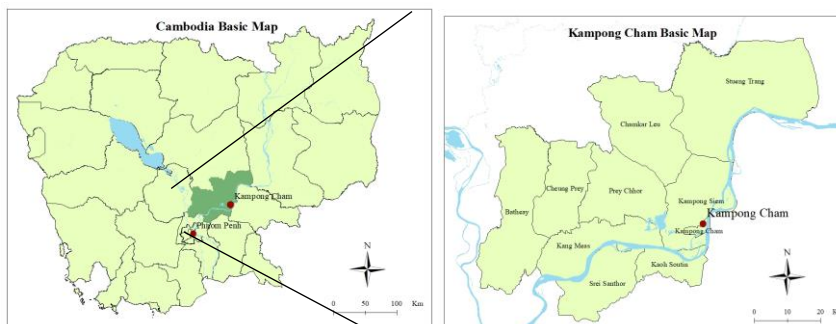 Cambodia Basic Map
Kampong Cham
Phnom Penh
N
0 50 100 Km
Kampong Cham Basic Map
Stueng Trang
Chamkar Leu
Cheung Prey
Prey Chhor
Batheay
Kampong Siem
Kampong Cham
Kampong Cham
Kang Meas
Kaoh Soutin
Srei Santhor
N
0 10 20